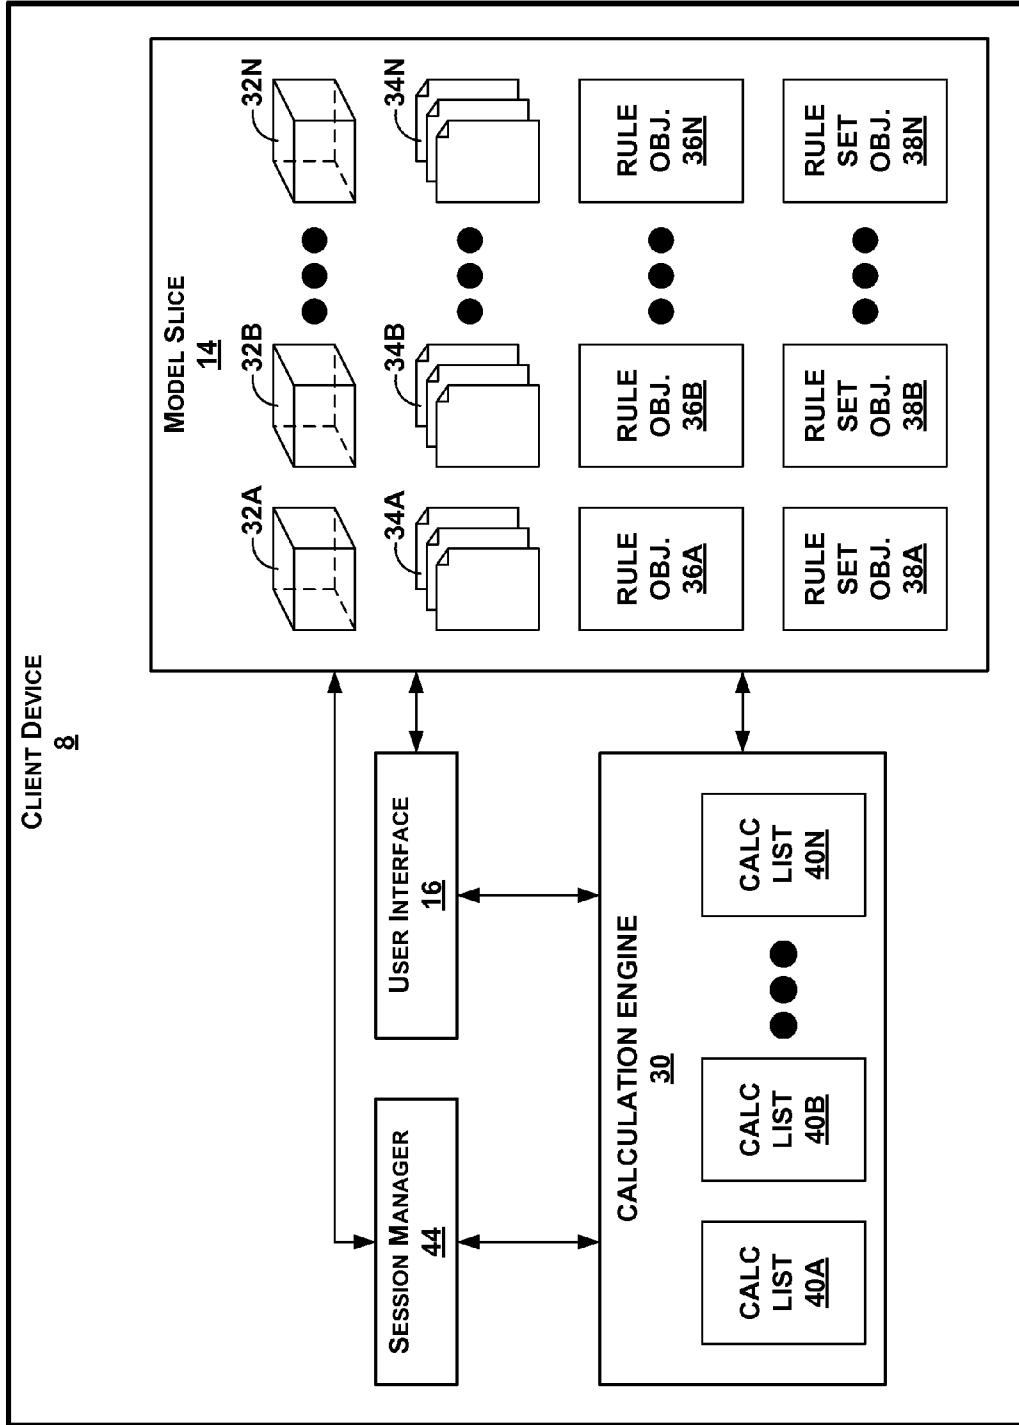 CLIENT DEVICE
8
SESSION MANAGER
44
USER INTERFACE
16
CALCULATION ENGINE
30
CALC
LIST
40A
CALC
LIST
40B
CALC
LIST
40N
MODEL SLICE
14
32A
32B
32N
34A
34B
34N
RULE
OBJ.
36A
RULE
OBJ.
36B
RULE
OBJ.
36N
RULE
SET
OBJ.
38A
RULE
SET
OBJ.
38B
RULE
SET
OBJ.
38N